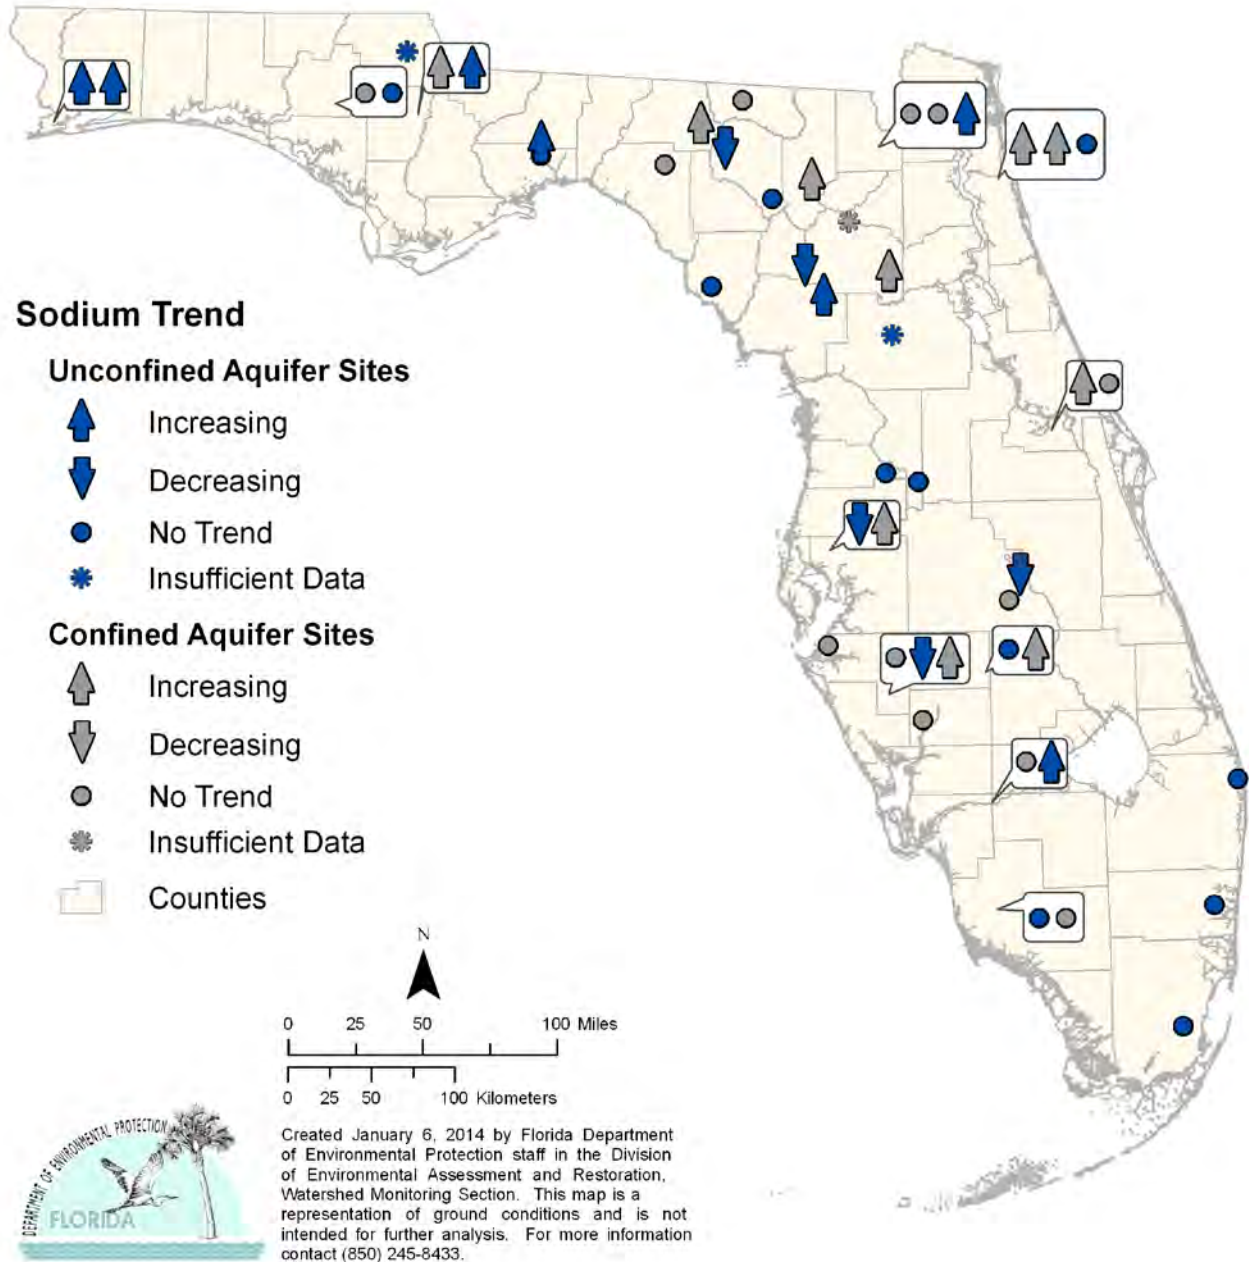 Sodium Trend
Unconfined Aquifer Sites
Increasing
Decreasing
No Trend
Insufficient Data
Confined Aquifer Sites
Increasing
Decreasing
No Trend
Insufficient Data
Counties
N
0 25 50 100 Miles
0 25 50 100 Kilometers
DEPARTMENT OF ENVIRONMENTAL PROTECTION
FLORIDA
Created January 6, 2014 by Florida Department
of Environmental Protection staff in the Division
of Environmental Assessment and Restoration,
Watershed Monitoring Section. This map is a
representation of ground conditions and is not
intended for further analysis. For more information
contact (850) 245-8433.